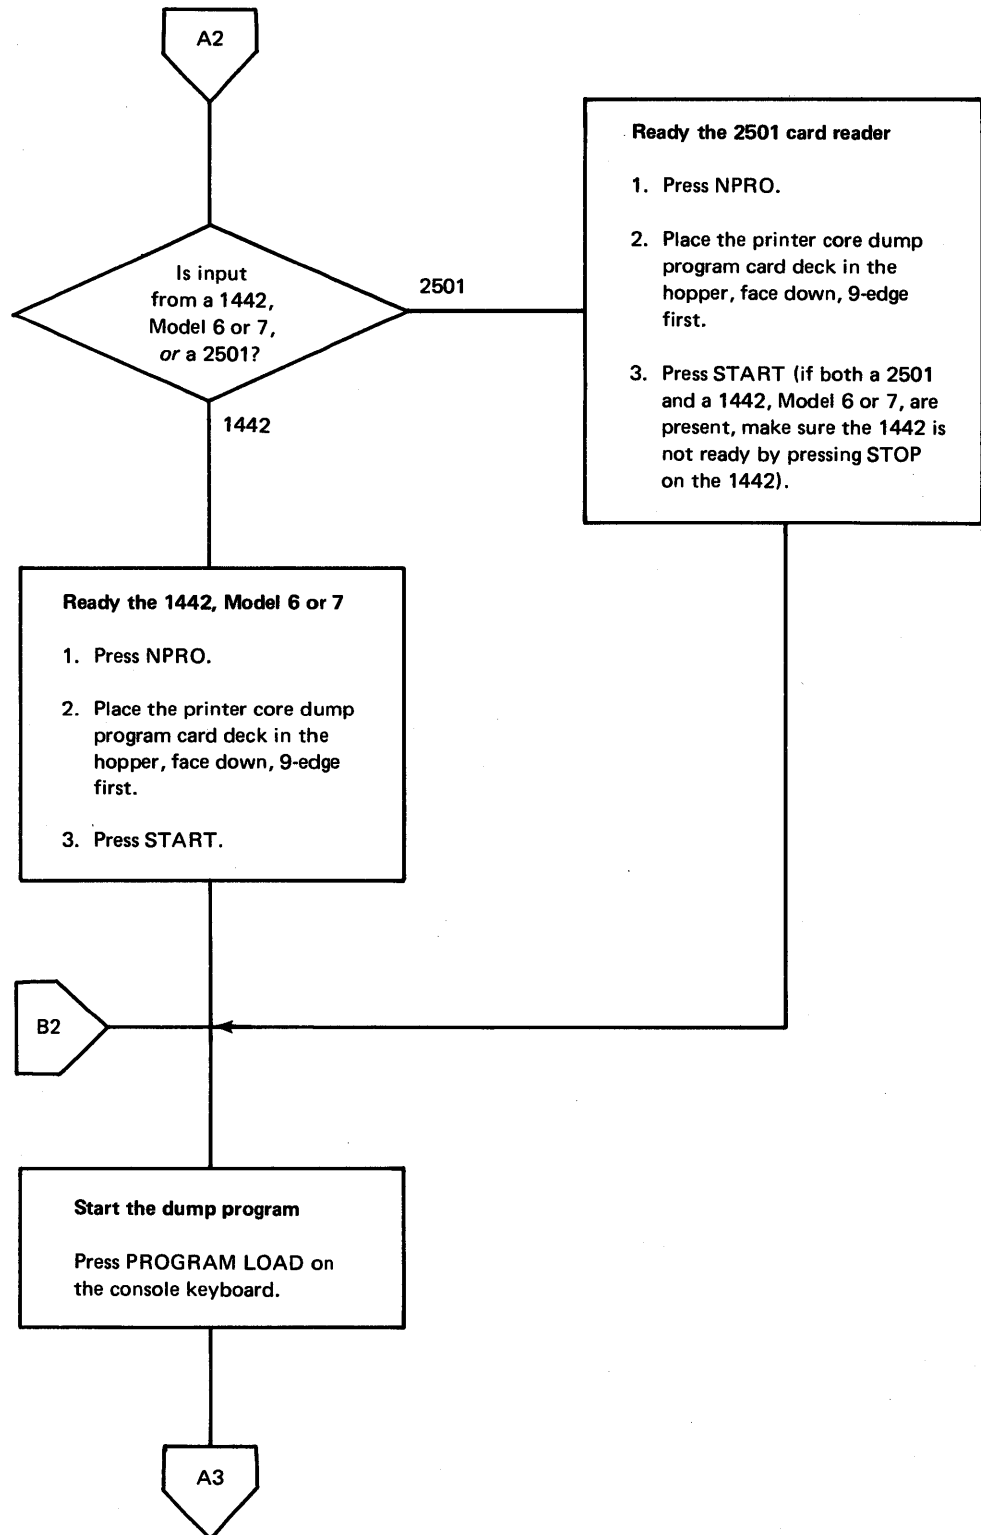 A2
Is input
from a 1442,
Model 6 or 7,
or a 2501?
2501
1442
Ready the 2501 card reader
1. Press NPRO.
2. Place the printer core dump
program card deck in the
hopper, face down, 9-edge
first.
3. Press START (if both a 2501
and a 1442, Model 6 or 7, are
present, make sure the 1442 is
not ready by pressing STOP
on the 1442).
Ready the 1442, Model 6 or 7
1. Press NPRO.
2. Place the printer core dump
program card deck in the
hopper, face down, 9-edge
first.
3. Press START.
B2
Start the dump program
Press PROGRAM LOAD on
the console keyboard.
A3